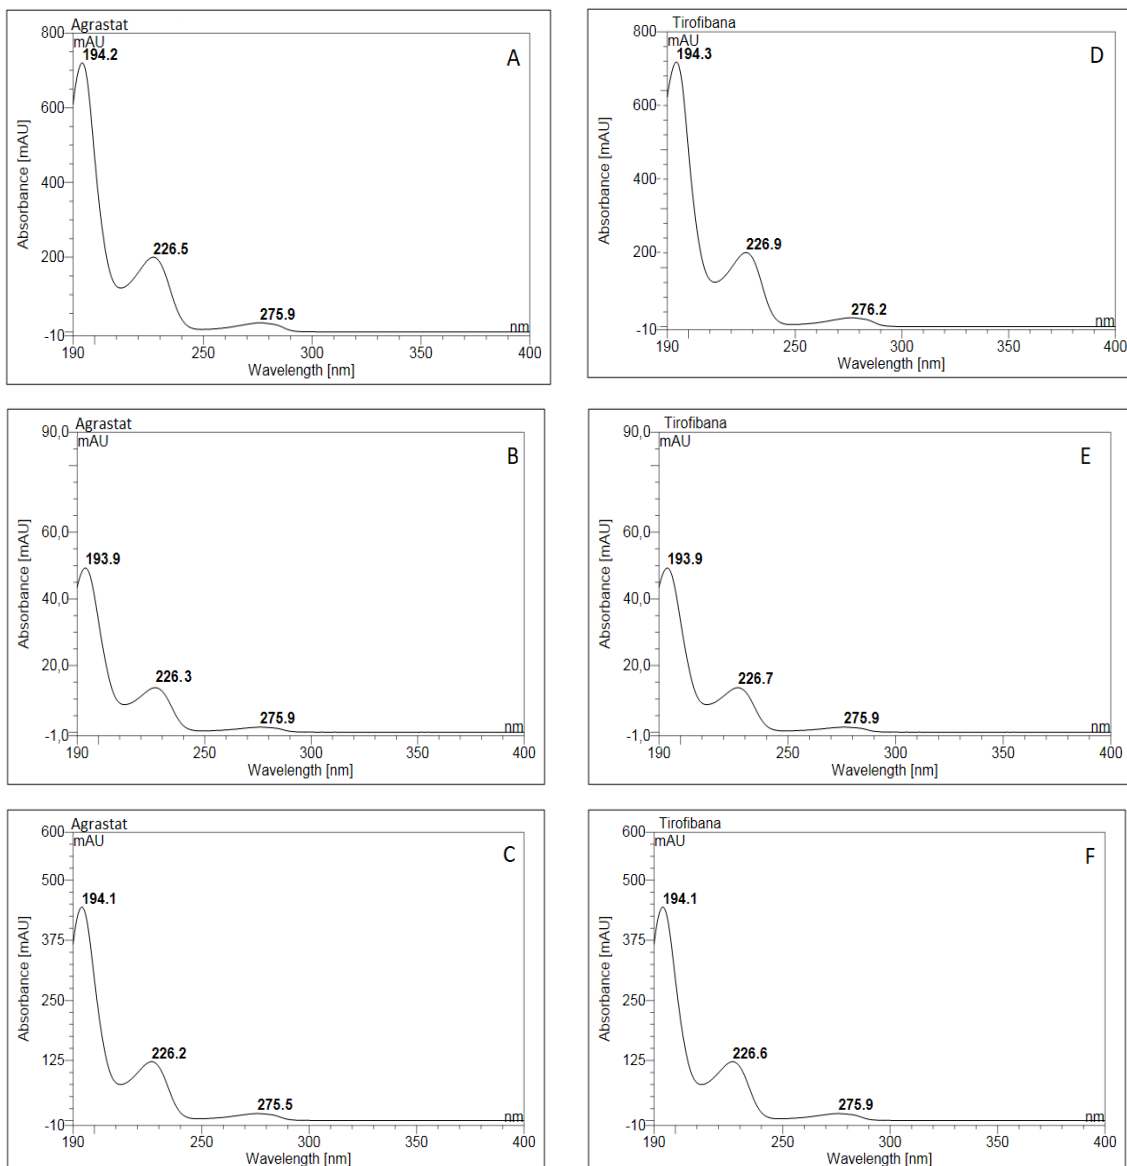 Agrastat
mAU
A
800
600
400
200
-10
194.2
226.5
275.9
nm
190
250
300
350
400
Wavelength [nm]
Absorbance [mAU]
Tirofibana
mAU
D
800
600
400
200
-10
194.3
226.9
276.2
nm
190
250
300
350
400
Wavelength [nm]
Absorbance [mAU]
Agrastat
mAU
B
90,0
60,0
40,0
20,0
-1,0
193.9
226.3
275.9
nm
190
250
300
350
400
Wavelength [nm]
Absorbance [mAU]
Tirofibana
mAU
E
90,0
60,0
40,0
20,0
-1,0
193.9
226.7
275.9
nm
190
250
300
350
400
Wavelength [nm]
Absorbance [mAU]
Agrastat
mAU
C
600
500
375
250
125
-10
194.1
226.2
275.5
nm
190
250
300
350
400
Wavelength [nm]
Absorbance [mAU]
Tirofibana
mAU
F
600
500
375
250
125
-10
194.1
226.6
275.9
nm
190
250
300
350
400
Wavelength [nm]
Absorbance [mAU]